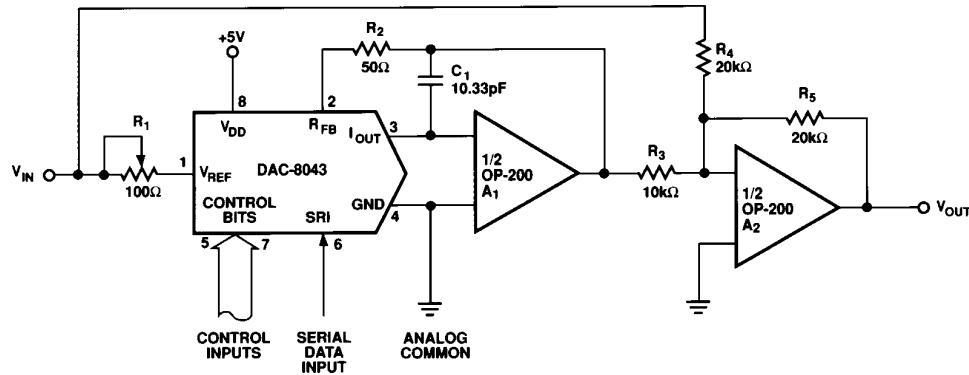 +5V
R2
50Ω
C1
10.33pF
R4
20kΩ
R5
20kΩ
8
2
VDD
RFB
IOUT
3
R1
VIN
100Ω
1
VREF
DAC-8043
1/2
OP-200
A1
R3
10kΩ
1/2
OP-200
A2
VOUT
CONTROL
BITS
SRI
GND
4
5
7
6
CONTROL
INPUTS
SERIAL
DATA
INPUT
ANALOG
COMMON